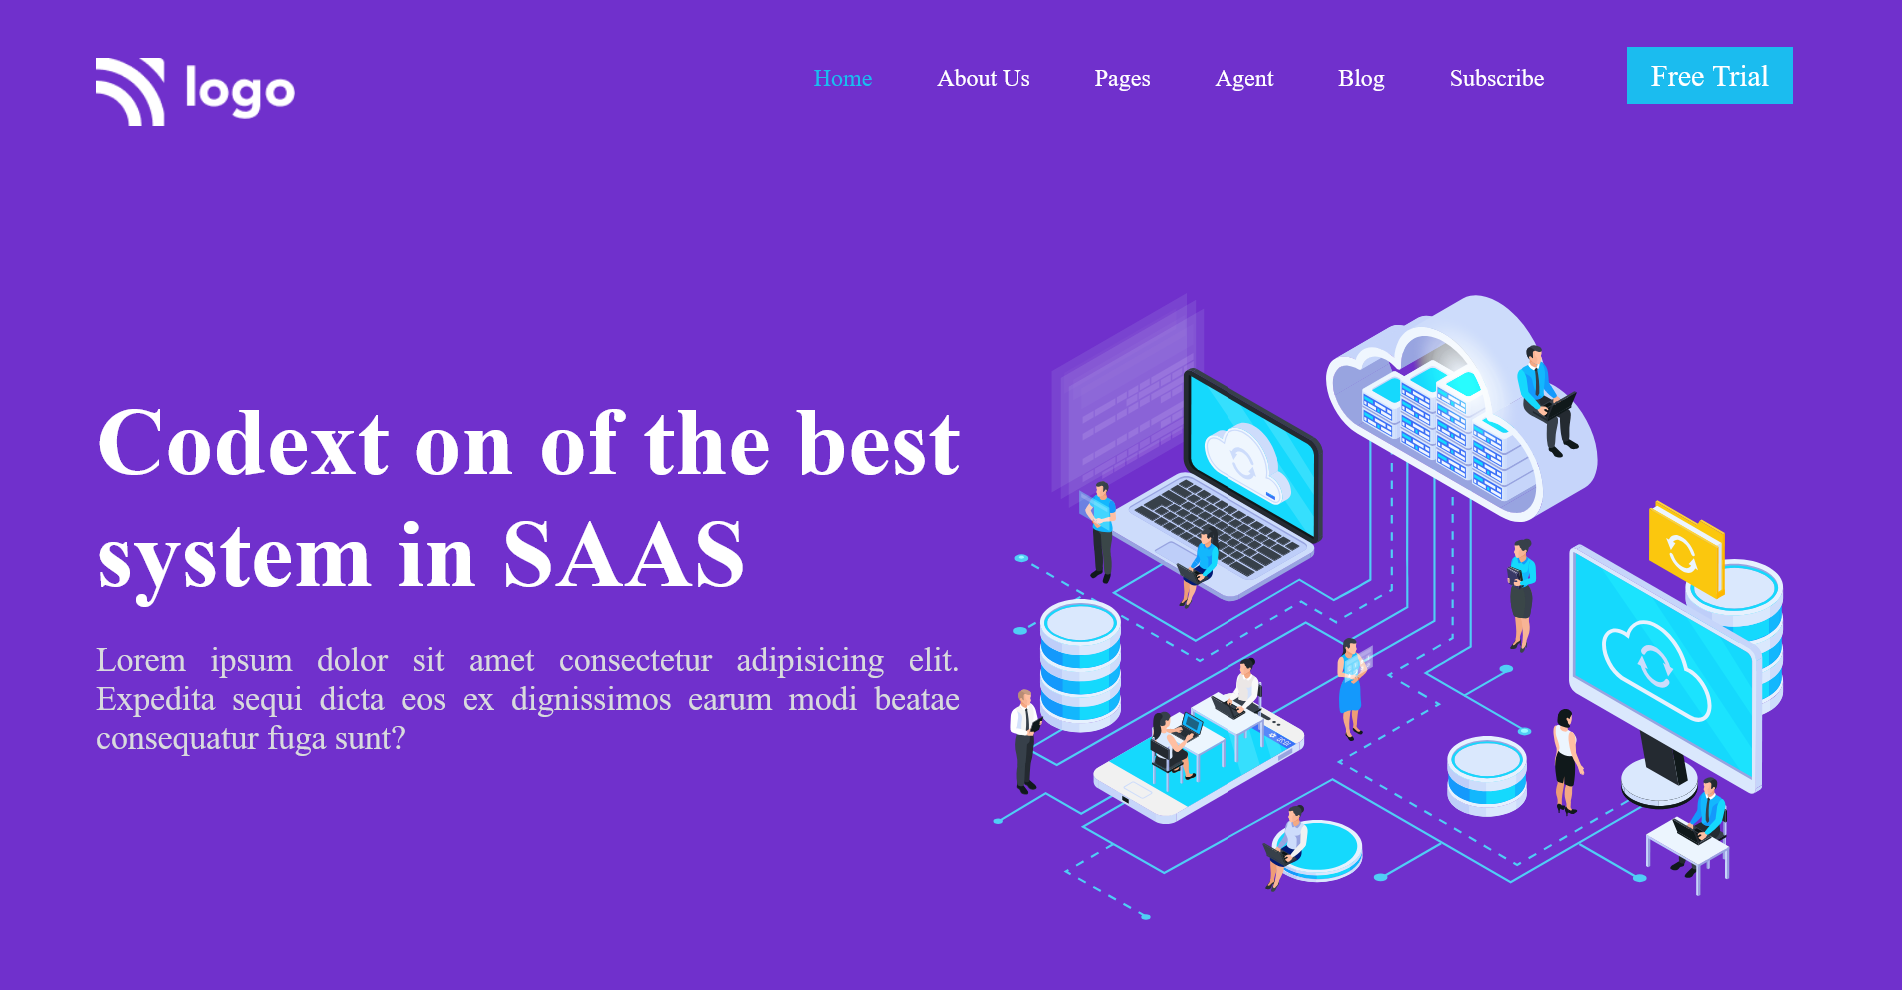 logo
Home About Us Pages Agent Blog Subscribe Free Trial
Codext on of the best
system in SAAS
Lorem ipsum dolor sit amet consectetur adipisicing elit.
Expedita sequi dicta eos ex dignissimos earum modi beatae
consequatur fuga sunt?